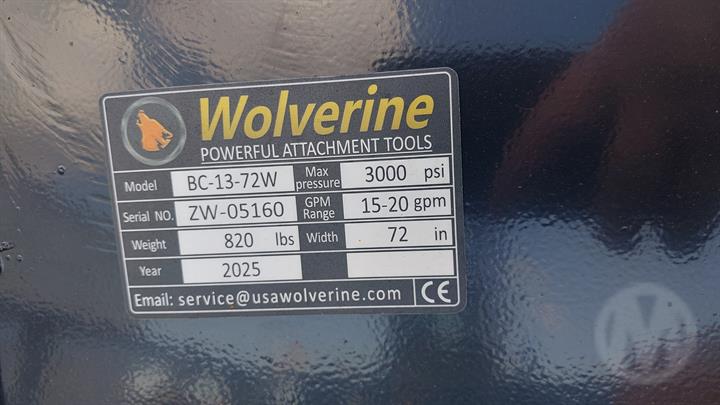 Wolverine
POWERFUL ATTACHMENT TOOLS
Model BC-13-72W Max pressure 3000 psi
Serial NO. ZW-05160 GPM Range 15-20 gpm
Weight 820 lbs Width 72 in
Year 2025
Email: service@usawolverine.com CE
M